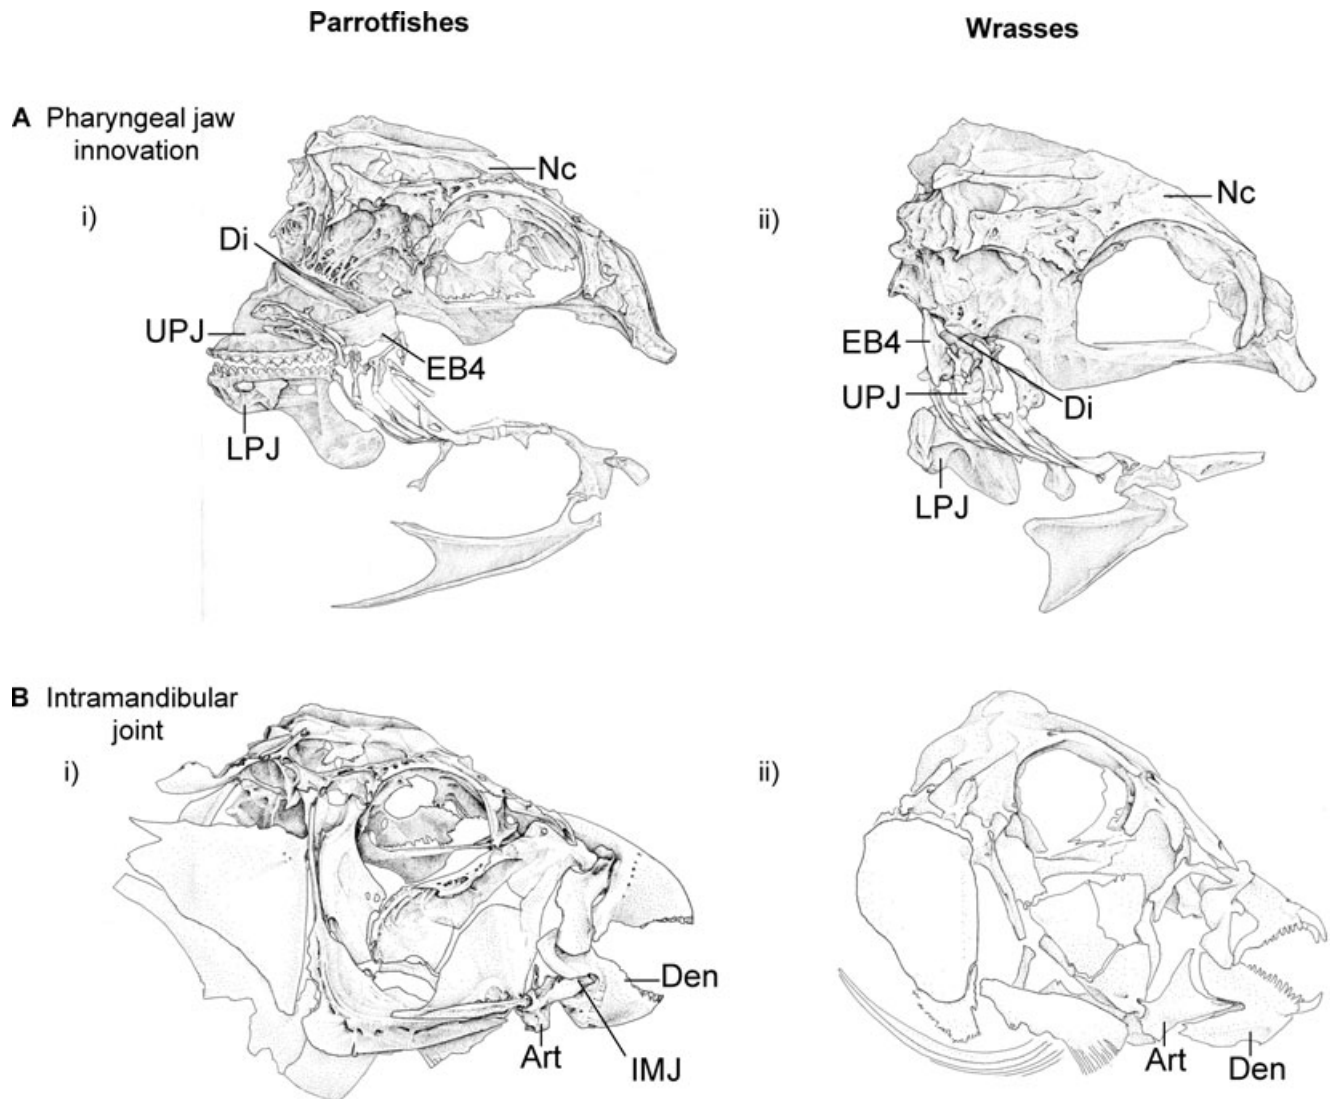 Parrotfishes
Wrasses
A Pharyngeal jaw
innovation
i)
Nc
Di
UPJ
EB4
LPJ
ii)
Nc
EB4
UPJ
Di
LPJ
B Intramandibular
joint
i)
Den
Art
IMJ
ii)
Art
Den